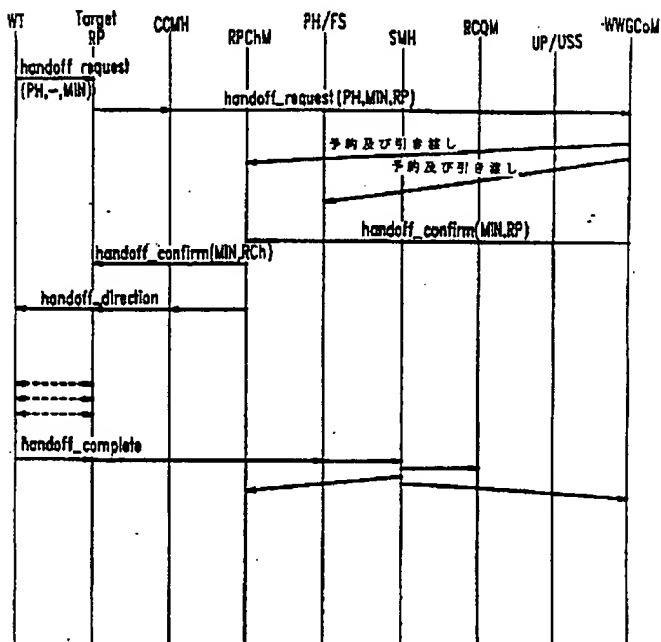 WT
Target
RP
CCMH
RPChM
PH/FS
SMH
RCQM
UP/USS
WWGCoM
handoff_request
(PH,-,MIN)
handoff_request(PH,MIN,RP)
予約及び引き渡し
予約及び引き渡し
handoff_confirm(MIN,RP)
handoff_confirm(MIN,RCh)
handoff_direction
handoff_complete